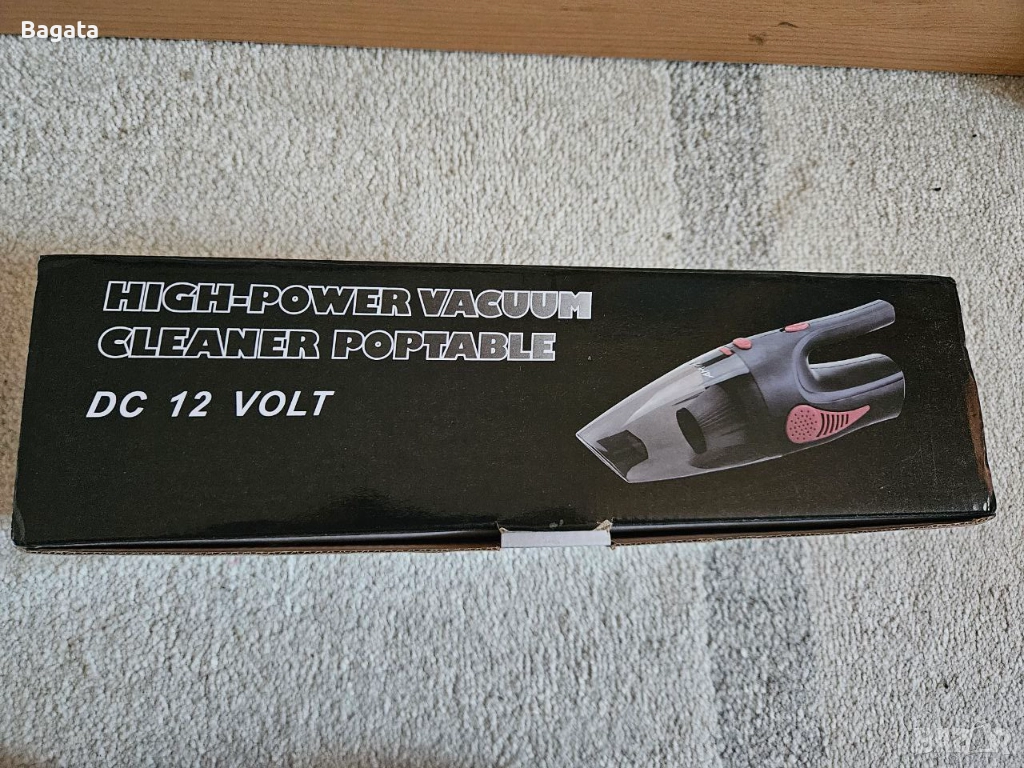 Bagata
HIGH-POWER VACUUM
CLEANER POPTABLE
DC 12 VOLT